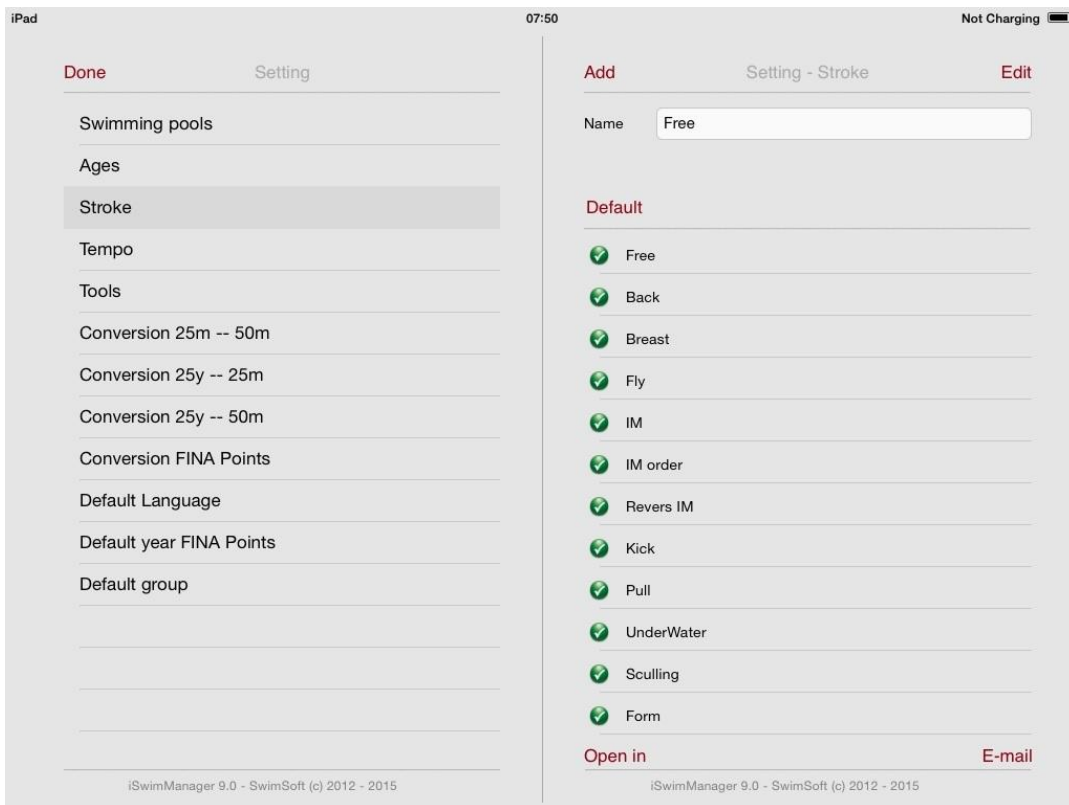 iPad 07:50 Not Charging
Done Setting
Swimming pools
Ages
Stroke
Tempo
Tools
Conversion 25m -- 50m
Conversion 25y -- 25m
Conversion 25y -- 50m
Conversion FINA Points
Default Language
Default year FINA Points
Default group
iSwimManager 9.0 - SwimSoft (c) 2012 - 2015
Add Setting - Stroke Edit
Name Free
Default
Free
Back
Breast
Fly
IM
IM order
Revers IM
Kick
Pull
UnderWater
Sculling
Form
Open in E-mail
iSwimManager 9.0 - SwimSoft (c) 2012 - 2015